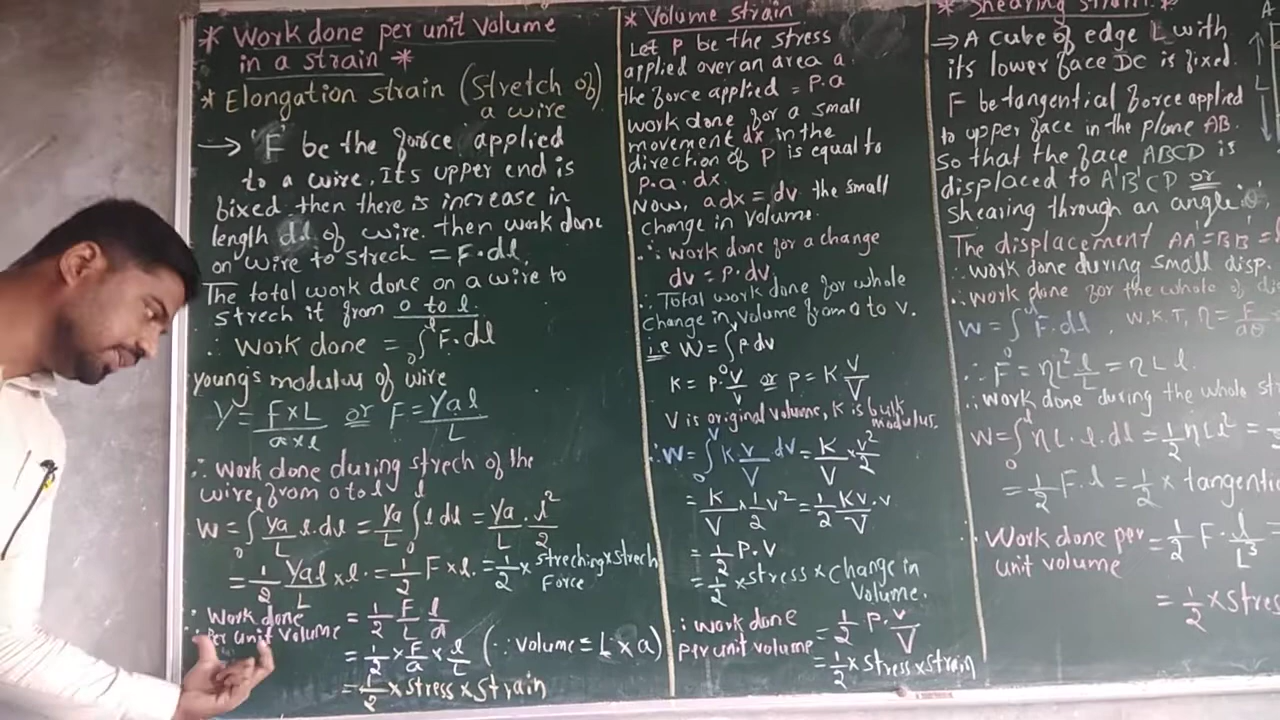 * Work done per unit volume
in a strain *
* Elongation strain (Stretch of
a wire)
→ 'F' be the force applied
to a wire. Its upper end is
fixed. then there is increase in
length dl of wire. then work done
on wire to strech = F·dl.
The total work done on a wire to
strech it from 0 to l.
∴ Work done = ₀∫ˡ F·dl
young's modulus of wire
Y = F×L / a×l or F = Yal / L
∴ Work done during strech of the
wire, from 0 to l
W = ₀∫ˡ Ya/L l·dl = Ya/L ₀∫ˡ l dl = Ya/L · l²/2
= 1/2 Yal/L × l = 1/2 F × l = 1/2 × streching × strech
Force
∴ Work done
Per unit volume = 1/2 F/L l/a
= 1/2 × F/a × l/L (∵ volume = L × a)
= 1/2 × stress × strain
* Volume strain
Let P be the stress
applied over an area a.
the force applied = P.a
work done for a small
movement dx in the
direction of P is equal to
p.a.dx.
Now, adx = dv the small
change in volume.
∴ work done for a change
dv = p.dv
∴ Total work done for whole
change in volume from 0 to v.
i.e W = ₀∫ᵛ p dv
K = P·V/v or P = K v/V
V is original volume, K is bulk
modulus.
∴ W = ₀∫ᵛ K v/V dv = K/V × v²/2
= K/V × 1/2 v² = 1/2 Kv/V · v
= 1/2 P.V
= 1/2 × stress × change in
volume.
∴ work done
per unit volume = 1/2 P. v/V
= 1/2 × stress × strain
* Shearing strain.
⇒ A cube of edge L with
its lower face DC is fixed.
F be tangential force applied
to upper face in the plane AB.
so that the face ABCD is
displaced to A'B'CD or
shearing through an angle θ
The displacement AA' = BB' =
∴ work done during small disp.
∴ work done for the whole of
W = ₀∫ˡ F·dl, W.K.T, η = F / aθ
∴ F = ηL² l/L = ηLl.
∴ work done during the whole
W = ₀∫ˡ ηL·l.dl = 1/2 ηLl² =
= 1/2 F.l = 1/2 ×
Work done per
unit volume = 1/2 F · l/L³ =
= 1/2 ×
A
L